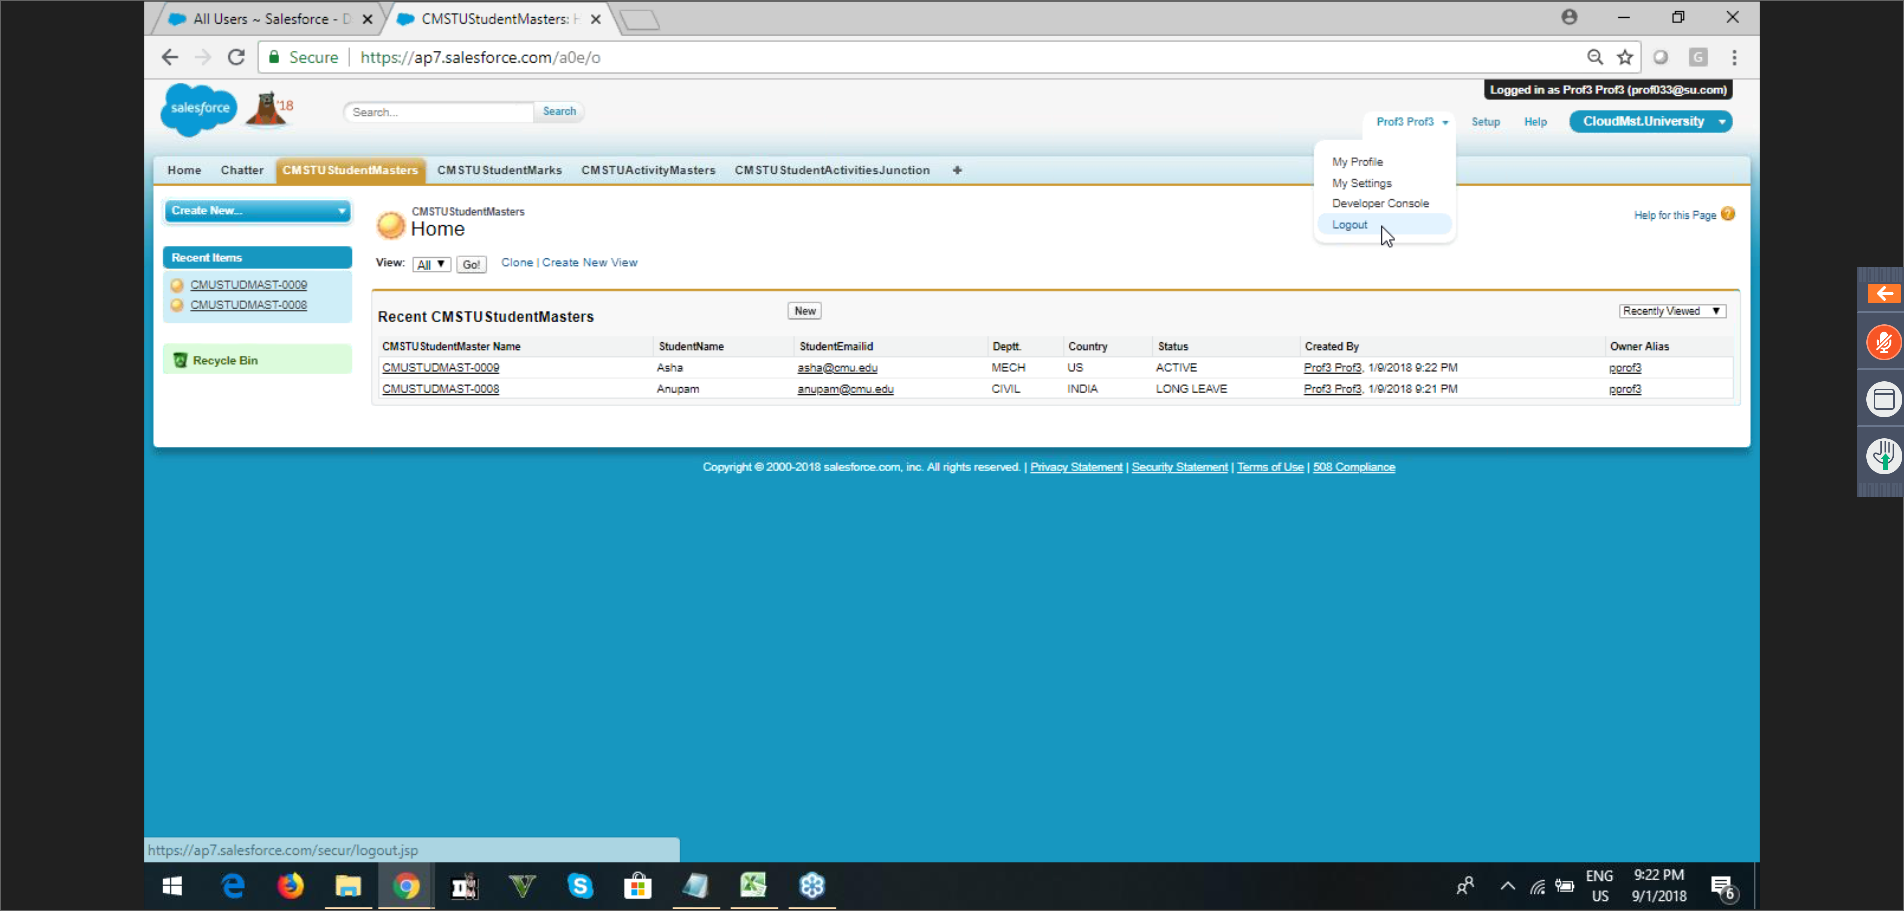 All Users ~ Salesforce - D
CMSTUStudentMasters: H
Secure
https://ap7.salesforce.com/a0e/o
G
Logged in as Prof3 Prof3 (prof033@su.com)
salesforce
'18
Search...
Search
Prof3 Prof3
Setup
Help
CloudMst.University
My Profile
My Settings
Developer Console
Logout
Home
Chatter
CMSTUStudentMasters
CMSTUStudentMarks
CMSTUActivityMasters
CMSTUStudentActivitiesJunction
Create New...
Recent Items
CMUSTUDMAST-0009
CMUSTUDMAST-0008
Recycle Bin
CMSTUStudentMasters
Home
Help for this Page
View: All Go! Clone | Create New View
Recent CMSTUStudentMasters
New
Recently Viewed
CMSTUStudentMaster Name StudentName StudentEmailid Deptt. Country Status Created By Owner Alias
CMUSTUDMAST-0009 Asha asha@cmu.edu MECH US ACTIVE Prof3 Prof3, 1/9/2018 9:22 PM pprof3
CMUSTUDMAST-0008 Anupam anupam@cmu.edu CIVIL INDIA LONG LEAVE Prof3 Prof3, 1/9/2018 9:21 PM pprof3
Copyright © 2000-2018 salesforce.com, inc. All rights reserved. | Privacy Statement | Security Statement | Terms of Use | 508 Compliance
https://ap7.salesforce.com/secur/logout.jsp
ENG
US
9:22 PM
9/1/2018
6